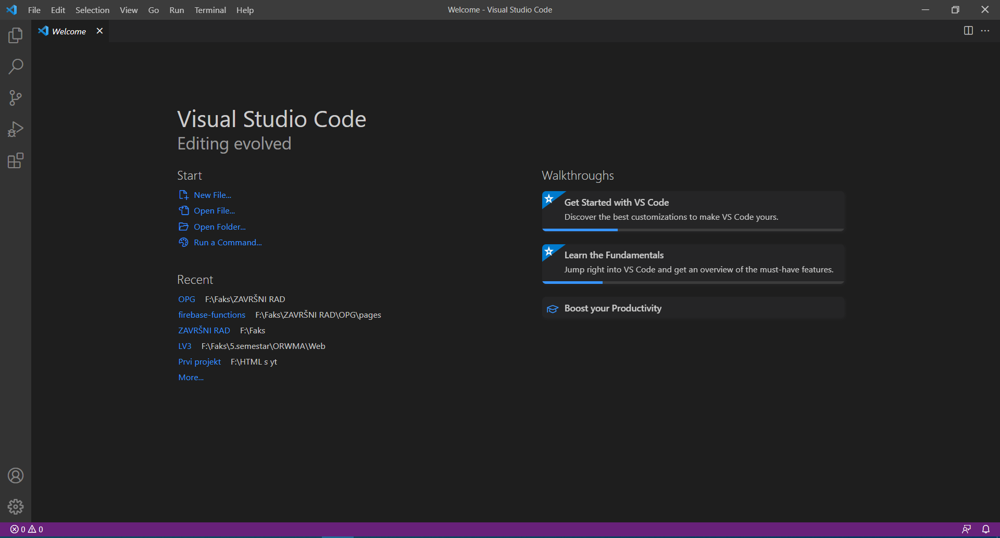 File Edit Selection View Go Run Terminal Help
Welcome - Visual Studio Code
Welcome
Visual Studio Code
Editing evolved
Start
New File...
Open File...
Open Folder...
Run a Command...
Recent
OPG F:\Faks\ZAVRŠNI RAD
firebase-functions F:\Faks\ZAVRŠNI RAD\OPG\pages
ZAVRŠNI RAD F:\Faks
LV3 F:\Faks\5.semestar\ORWMA\Web
Prvi projekt F:\HTML s yt
More...
Walkthroughs
Get Started with VS Code
Discover the best customizations to make VS Code yours.
Learn the Fundamentals
Jump right into VS Code and get an overview of the must-have features.
Boost your Productivity
0 0